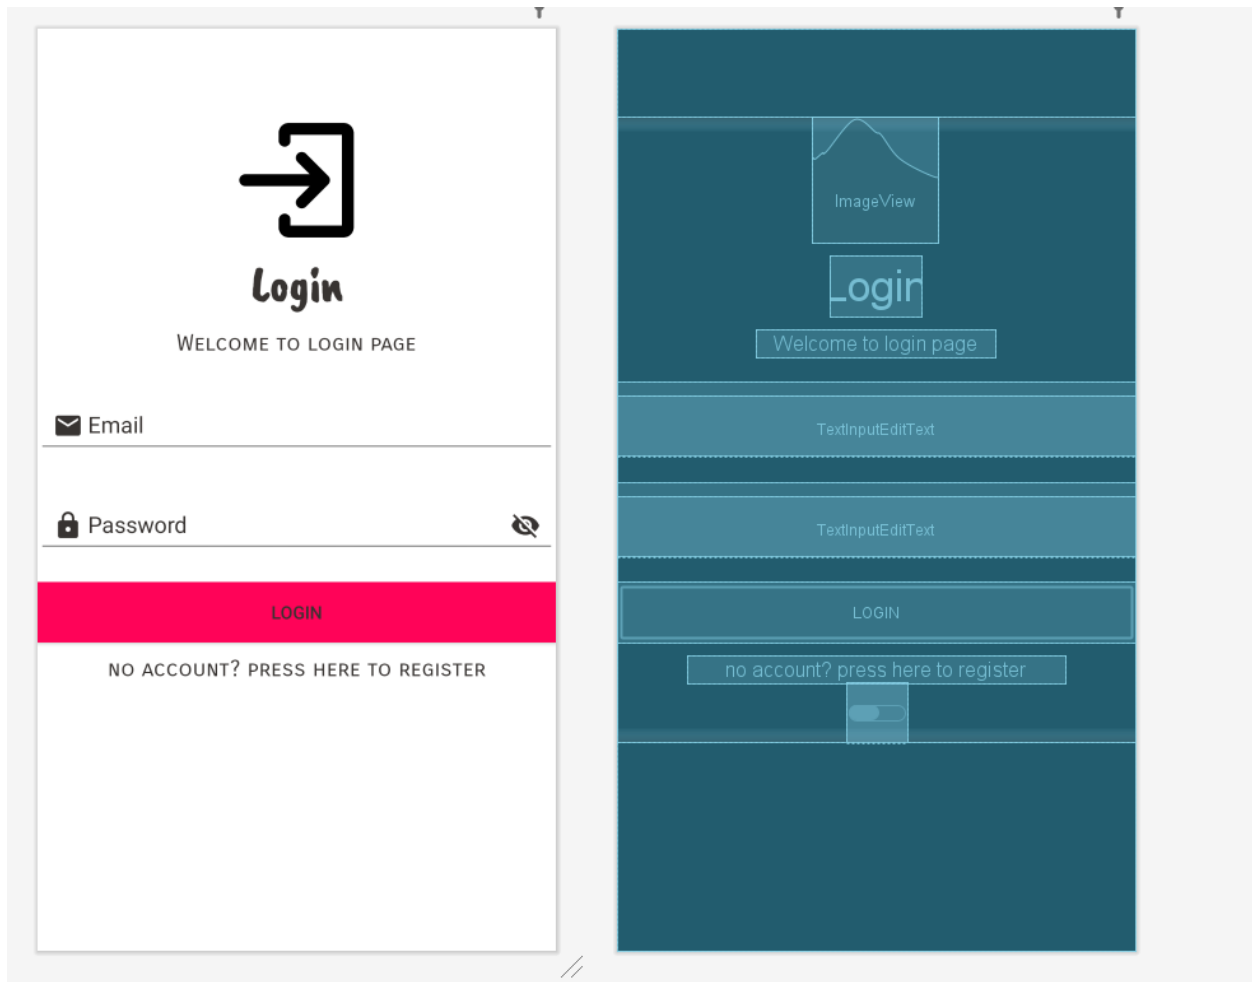 Login
Welcome to login page
Email
Password
LOGIN
no account? press here to register
ImageView
Login
Welcome to login page
TextInputEditText
TextInputEditText
LOGIN
no account? press here to register